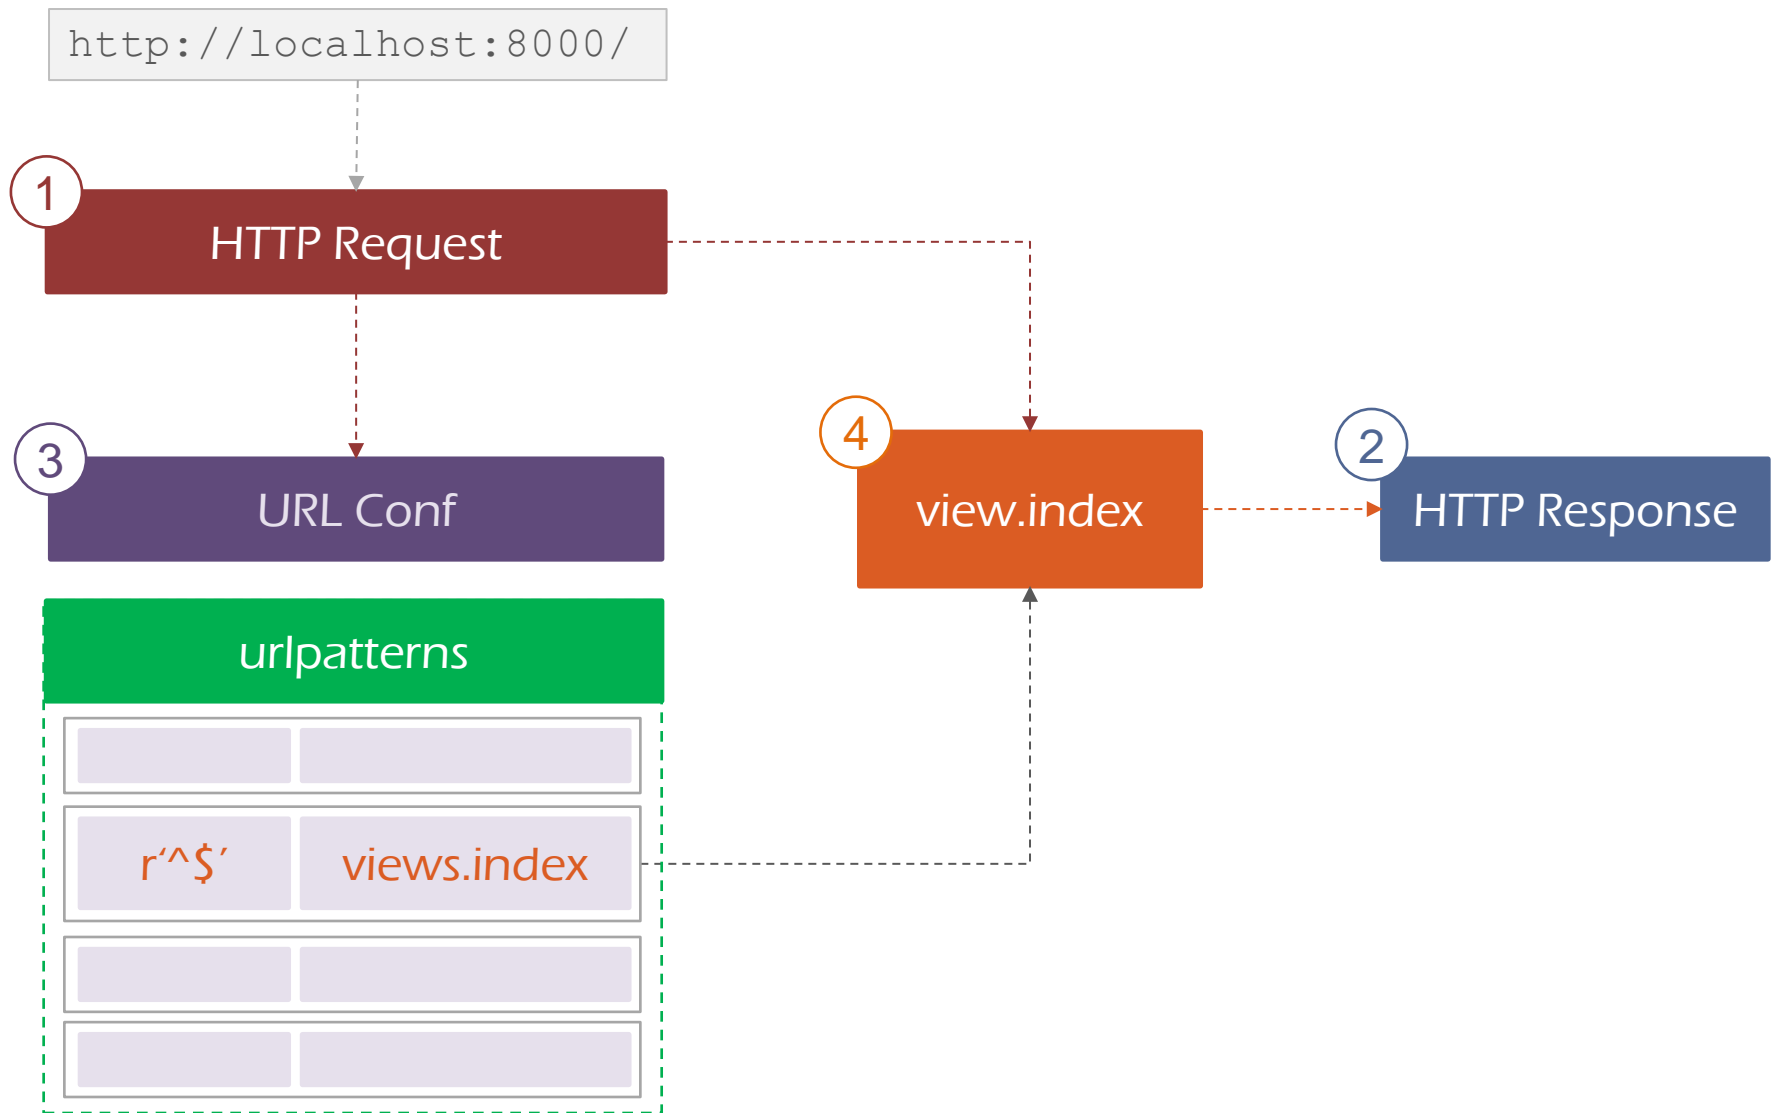 http://localhost:8000/
1
HTTP Request
3
URL Conf
4
view.index
2
HTTP Response
urlpatterns
r‘^$’ views.index